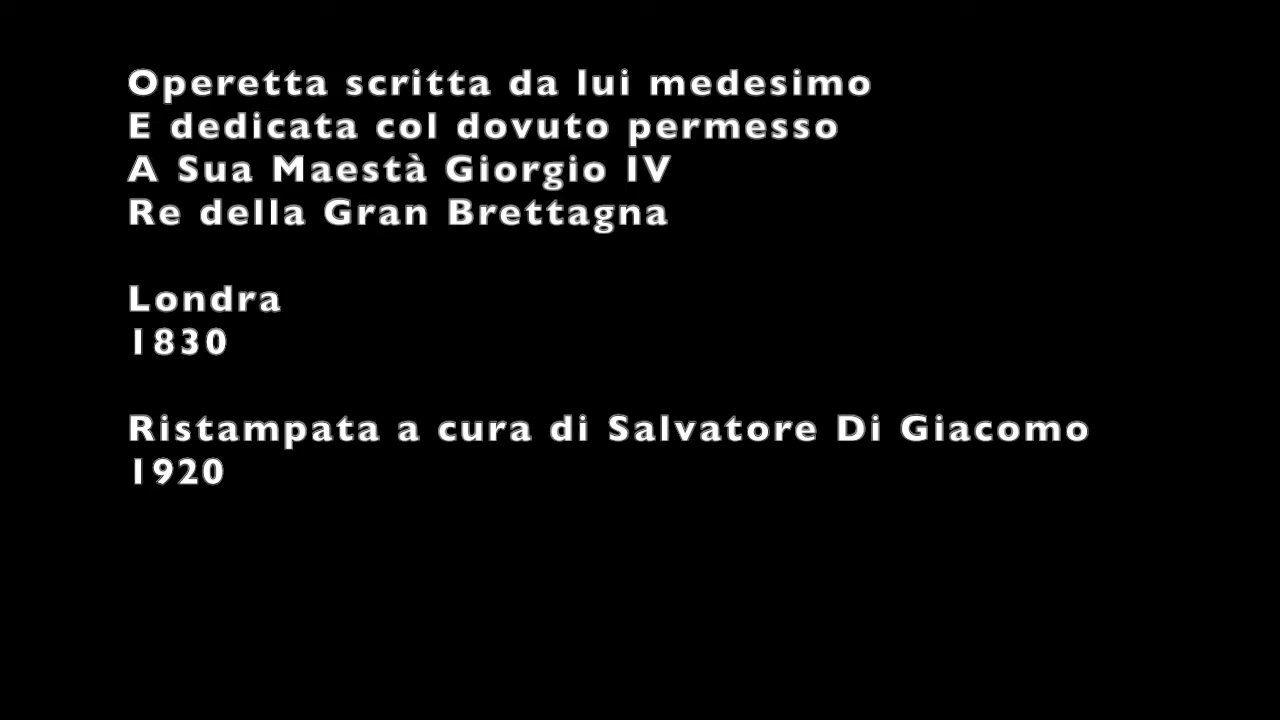 Operetta scritta da lui medesimo
E dedicata col dovuto permesso
A Sua Maestà Giorgio IV
Re della Gran Brettagna
Londra
1830
Ristampata a cura di Salvatore Di Giacomo
1920